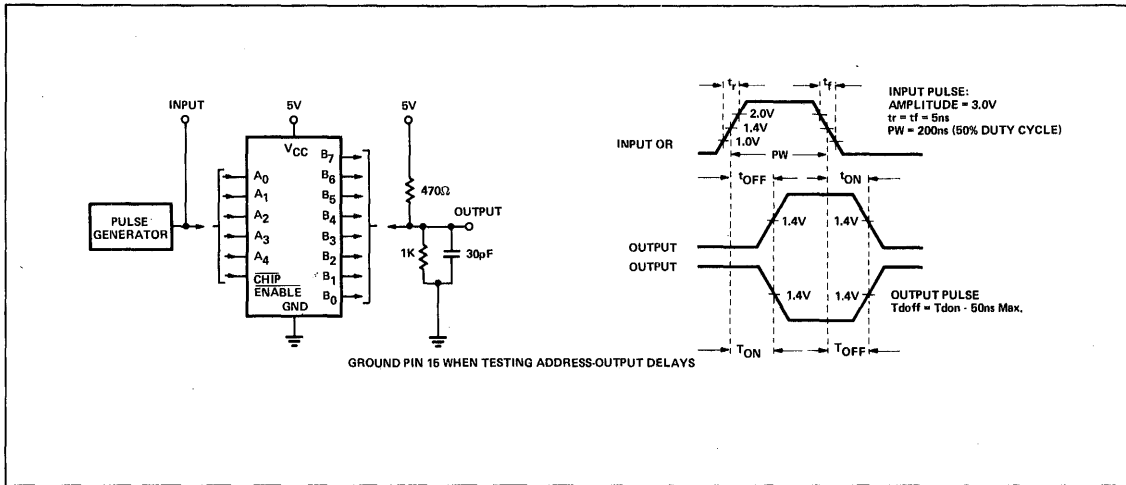 INPUT
5V
5V
VCC
A0
A1
A2
A3
A4
CHIP
ENABLE
GND
B7
B6
B5
B4
B3
B2
B1
B0
PULSE
GENERATOR
470Ω
OUTPUT
1K
30pF
GROUND PIN 15 WHEN TESTING ADDRESS-OUTPUT DELAYS
tr
tf
INPUT PULSE:
AMPLITUDE = 3.0V
tr = tf = 5ns
PW = 200ns (50% DUTY CYCLE)
2.0V
1.4V
1.0V
INPUT OR
PW
tOFF
tON
1.4V
1.4V
OUTPUT
OUTPUT
1.4V
1.4V
OUTPUT PULSE
Tdoff = Tdon - 50ns Max.
TON
TOFF